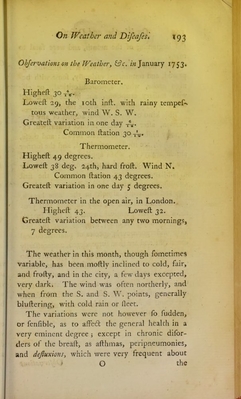 On Weather and Diſeaſes. 193
Obſervations on the Weather, &c. in January 1753.
Barometer.
Higheſt 30
Loweſt 29, the 10th inſt. with rainy tempeſ-
tous weather, wind W. S. W.
Greateſt variation in one day
Common ſtation 30
Thermometer.
Higheſt 49 degrees.
Loweſt 38 deg. 24th, hard froſt. Wind N.
Common ſtation 43 degrees.
Greateſt variation in one day 5 degrees.
Thermometer in the open air, in London.
Higheſt 43. Loweſt 32.
Greateſt variation between any two mornings,
7 degrees.
The weather in this month, though ſometimes
variable, has been moſtly inclined to cold, fair,
and froſty, and in the city, a few days excepted,
very dark. The wind was often northerly, and
when from the S. and S. W. points, generally
bluſtering, with cold rain or ſleet.
The variations were not however ſo ſudden,
or ſenſible, as to affect the general health in a
very eminent degree; except in chronic diſor-
ders of the breaſt, as aſthmas, peripneumonies,
and defluxions, which were very frequent about
O the